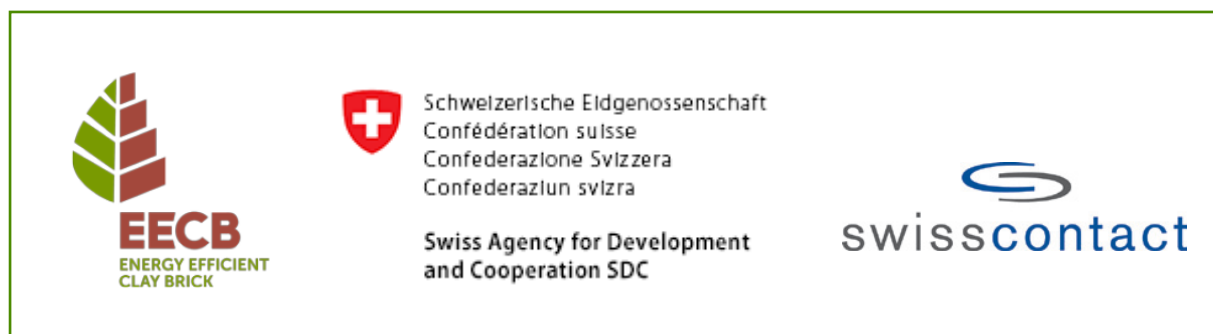 EECB
ENERGY EFFICIENT
CLAY BRICK
Schweizerische Eidgenossenschaft
Confédération suisse
Confederazione Svizzera
Confederaziun svizra
Swiss Agency for Development
and Cooperation SDC
swisscontact